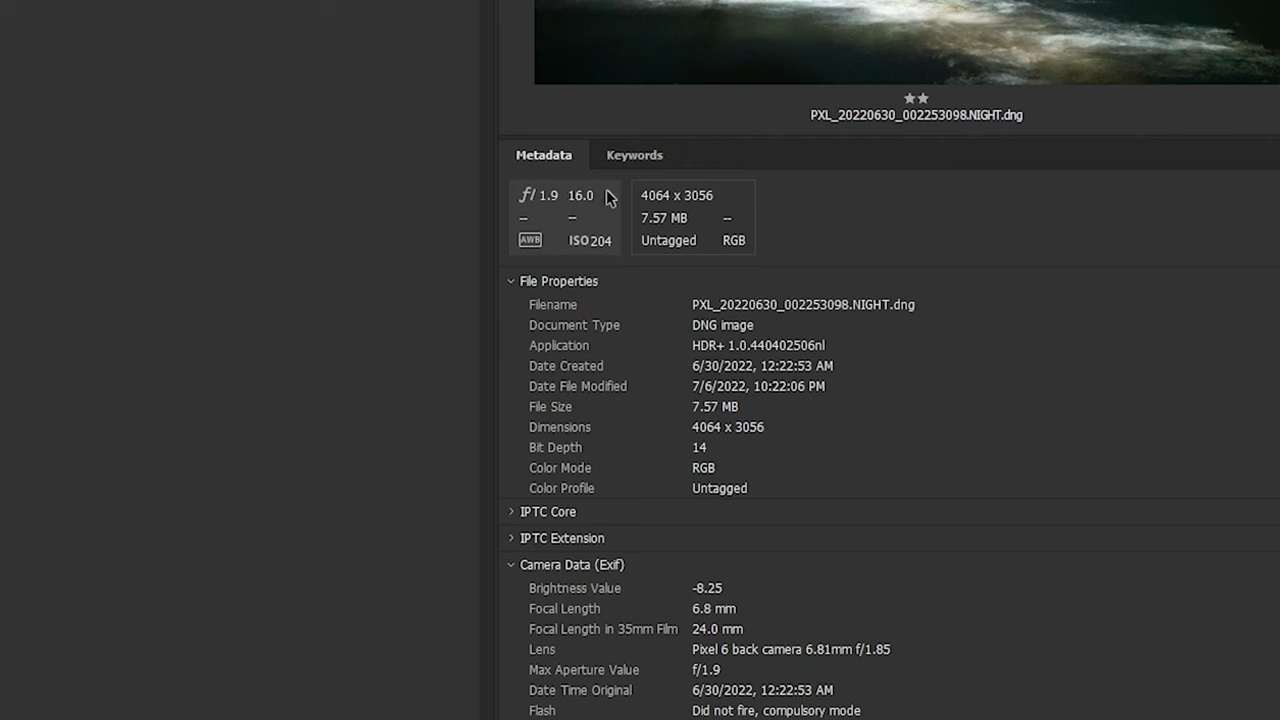 PXL_20220630_002253098.NIGHT.dng
Metadata Keywords
f/ 1.9 16.0 4064 x 3056
-- -- 7.57 MB --
AWB ISO 204 Untagged RGB
File Properties
Filename PXL_20220630_002253098.NIGHT.dng
Document Type DNG image
Application HDR+ 1.0.440402506nl
Date Created 6/30/2022, 12:22:53 AM
Date File Modified 7/6/2022, 10:22:06 PM
File Size 7.57 MB
Dimensions 4064 x 3056
Bit Depth 14
Color Mode RGB
Color Profile Untagged
IPTC Core
IPTC Extension
Camera Data (Exif)
Brightness Value -8.25
Focal Length 6.8 mm
Focal Length in 35mm Film 24.0 mm
Lens Pixel 6 back camera 6.81mm f/1.85
Max Aperture Value f/1.9
Date Time Original 6/30/2022, 12:22:53 AM
Flash Did not fire, compulsory mode